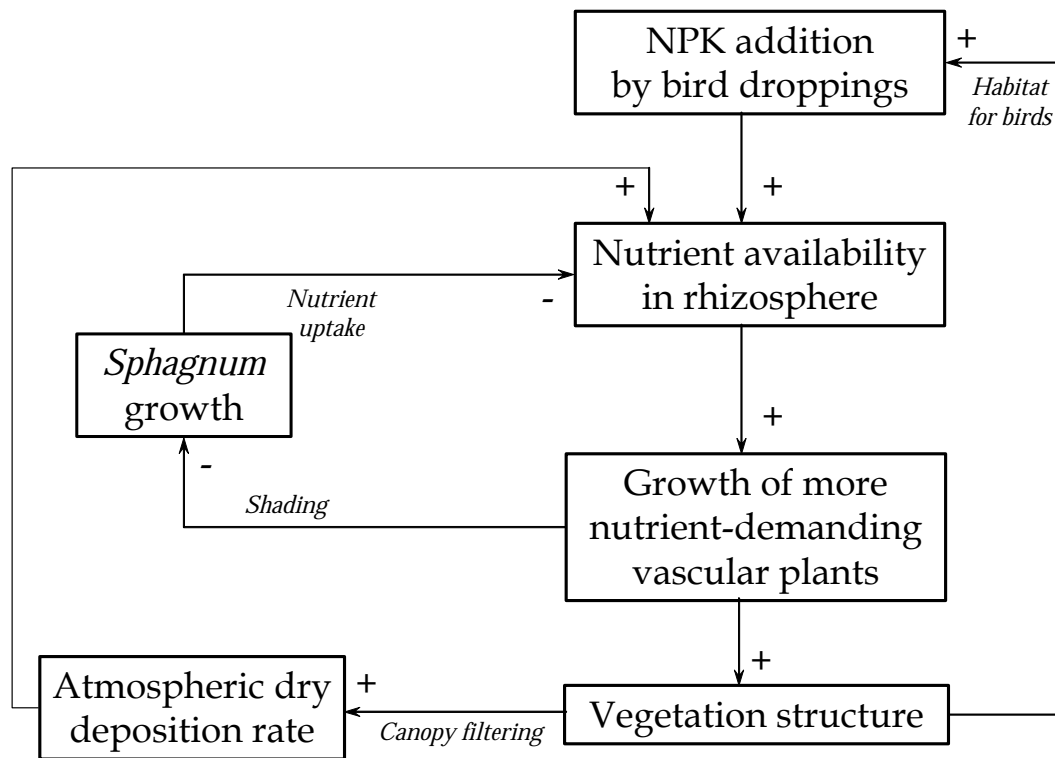 NPK addition
by bird droppings
+
Habitat
for birds
+
+
Nutrient availability
in rhizosphere
-
Nutrient
uptake
Sphagnum
growth
+
-
Shading
Growth of more
nutrient-demanding
vascular plants
+
Atmospheric dry
deposition rate
+
Canopy filtering
Vegetation structure